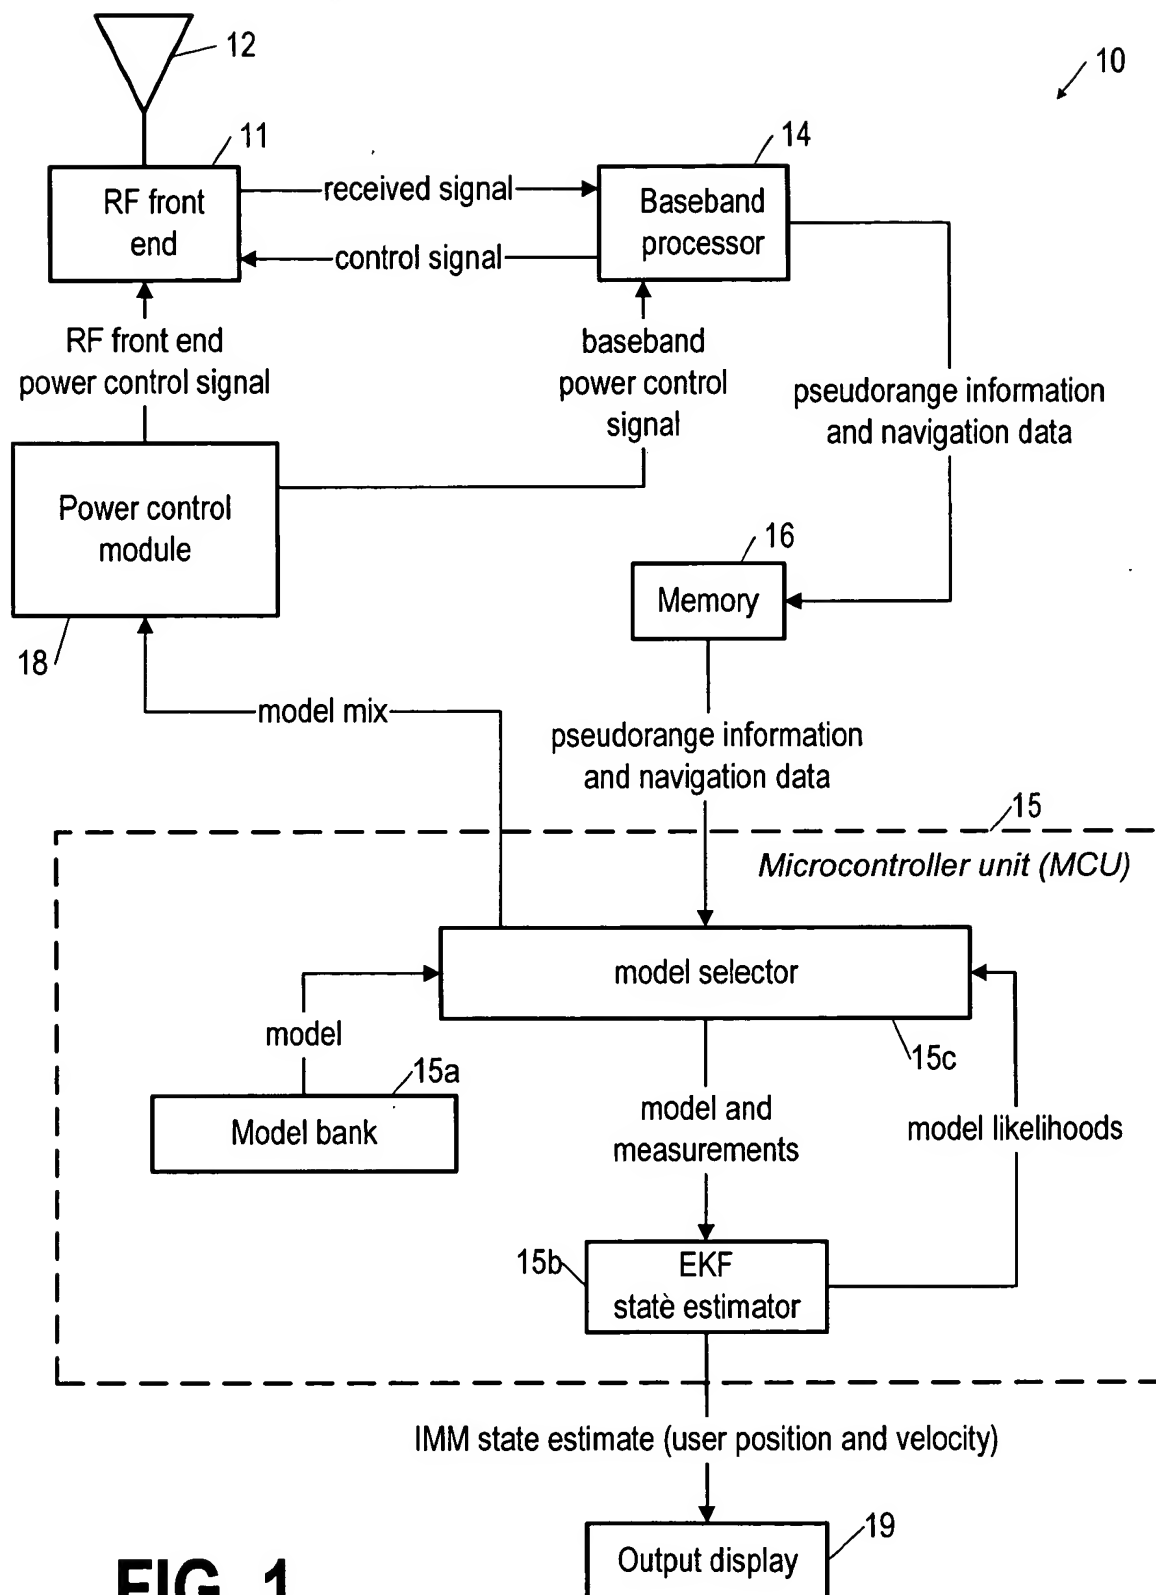 12
10
11
14
RF front
end
received signal
Baseband
processor
control signal
RF front end
power control signal
baseband
power control
signal
pseudorange information
and navigation data
Power control
module
16
Memory
18
model mix
pseudorange information
and navigation data
15
Microcontroller unit (MCU)
model selector
model
15c
15a
Model bank
model and
measurements
model likelihoods
15b
EKF
statè estimator
IMM state estimate (user position and velocity)
19
Output display
FIG. 1